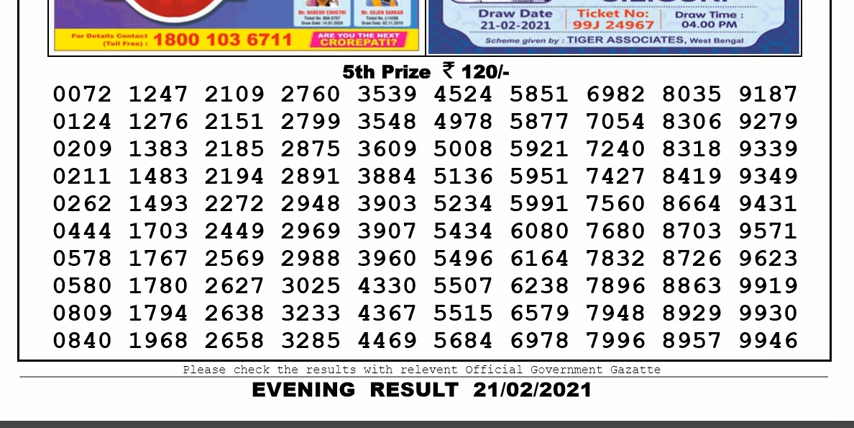 Mr. NARESH CHHETRI
Mr. SUJEN SARKAR
For Details Contact
(Toll Free) : 1800 103 6711
ARE YOU THE NEXT
CROREPATI?
Draw Date
21-02-2021
Ticket No:
99J 24967
Draw Time :
04.00 PM
Scheme given by : TIGER ASSOCIATES, West Bengal
5th Prize ₹ 120/-
0072 1247 2109 2760 3539 4524 5851 6982 8035 9187
0124 1276 2151 2799 3548 4978 5877 7054 8306 9279
0209 1383 2185 2875 3609 5008 5921 7240 8318 9339
0211 1483 2194 2891 3884 5136 5951 7427 8419 9349
0262 1493 2272 2948 3903 5234 5991 7560 8664 9431
0444 1703 2449 2969 3907 5434 6080 7680 8703 9571
0578 1767 2569 2988 3960 5496 6164 7832 8726 9623
0580 1780 2627 3025 4330 5507 6238 7896 8863 9919
0809 1794 2638 3233 4367 5515 6579 7948 8929 9930
0840 1968 2658 3285 4469 5684 6978 7996 8957 9946
Please check the results with relevent Official Government Gazatte
EVENING RESULT 21/02/2021